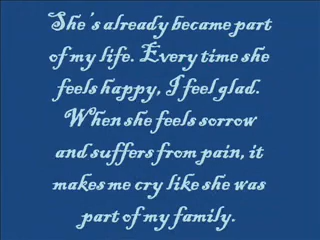 She's already became part
of my life. Every time she
feels happy, I feel glad.
When she feels sorrow
and suffers from pain, it
makes me cry like she was
part of my family.